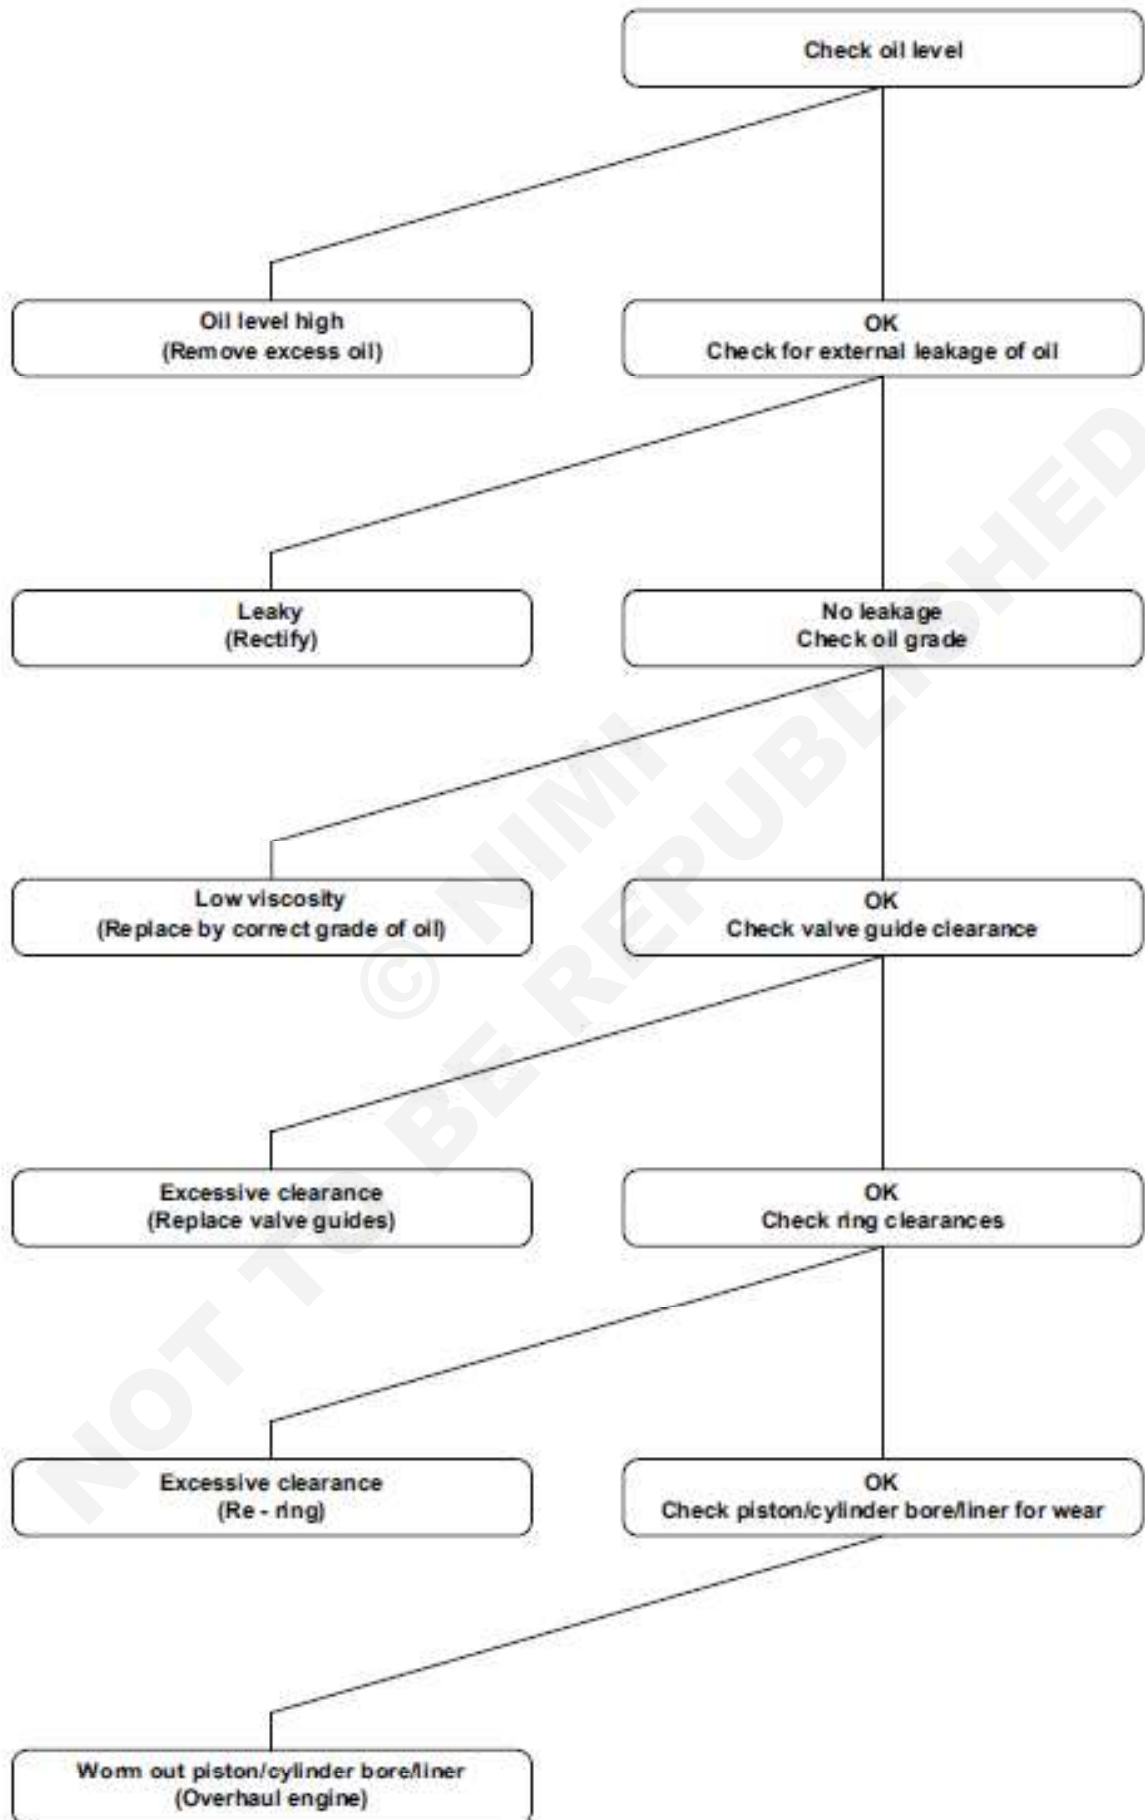 Check oil level
Oil level high
(Remove excess oil)
OK
Check for external leakage of oil
Leaky
(Rectify)
No leakage
Check oil grade
Low viscosity
(Replace by correct grade of oil)
OK
Check valve guide clearance
Excessive clearance
(Replace valve guides)
OK
Check ring clearances
Excessive clearance
(Re - ring)
OK
Check piston/cylinder bore/liner for wear
Worm out piston/cylinder bore/liner
(Overhaul engine)
© NIMI
NOT TO BE REPUBLISHED